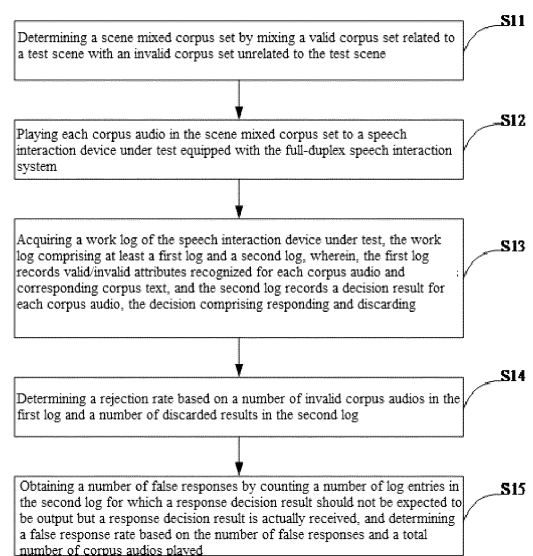 S11
Determining a scene mixed corpus set by mixing a valid corpus set related to
a test scene with an invalid corpus set unrelated to the test scene
S12
Playing each corpus audio in the scene mixed corpus set to a speech
interaction device under test equipped with the full-duplex speech interaction
system
S13
Acquiring a work log of the speech interaction device under test, the work
log comprising at least a first log and a second log, wherein, the first log
records valid/invalid attributes recognized for each corpus audio and
corresponding corpus text, and the second log records a decision result for
each corpus audio, the decision comprising responding and discarding
S14
Determining a rejection rate based on a number of invalid corpus audios in the
first log and a number of discarded results in the second log
S15
Obtaining a number of false responses by counting a number of log entries in
the second log for which a response decision result should not be expected to
be output but a response decision result is actually received, and determining
a false response rate based on the number of false responses and a total
number of corpus audios played